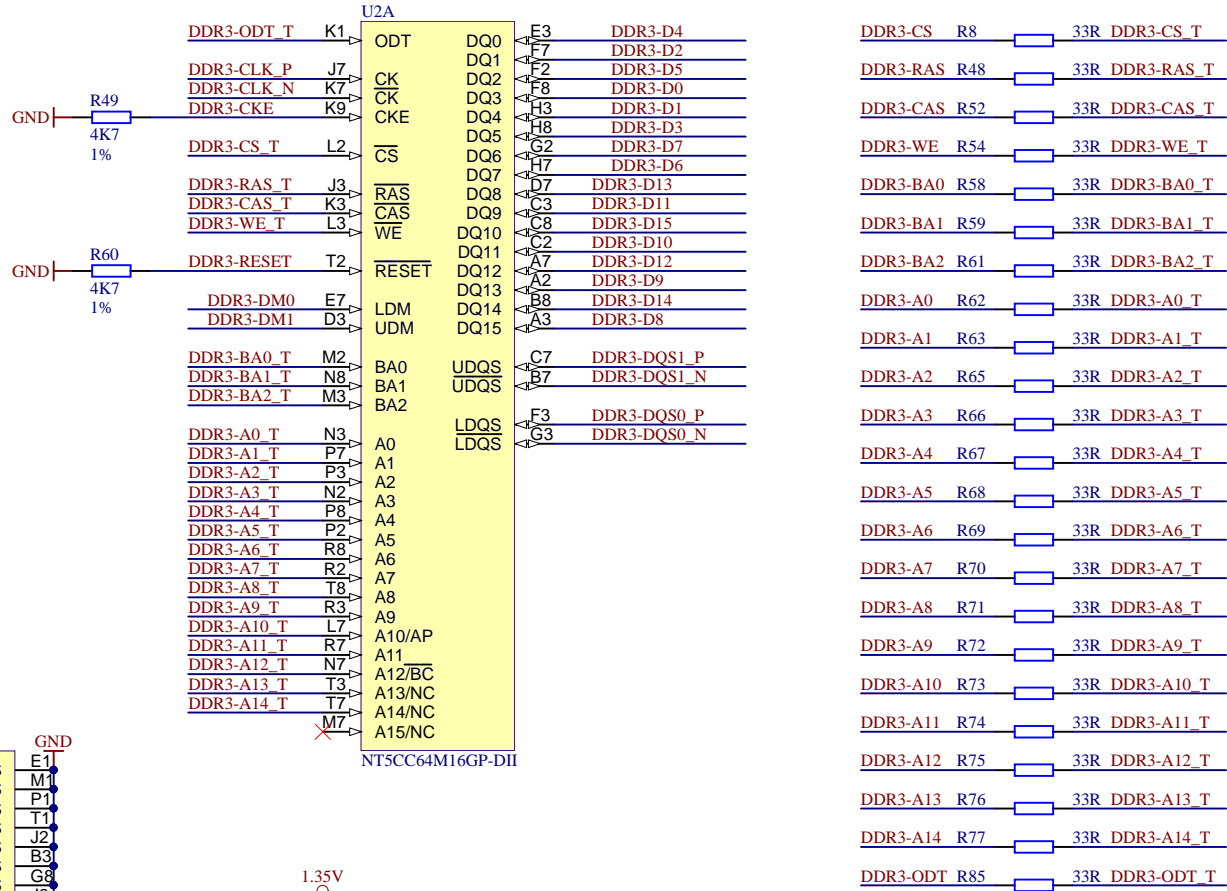 U2A
DDR3-ODT_T K1 ODT DQ0 E3 DDR3-D4
DQ1 F7 DDR3-D2
DDR3-CLK_P J7 CK DQ2 F2 DDR3-D5
DDR3-CLK_N K7 CK DQ3 F8 DDR3-D0
GND R49 4K7 1% DDR3-CKE K9 CKE DQ4 H3 DDR3-D1
DQ5 H8 DDR3-D3
DDR3-CS_T L2 CS DQ6 G2 DDR3-D7
DQ7 H7 DDR3-D6
DDR3-RAS_T J3 RAS DQ8 D7 DDR3-D13
DDR3-CAS_T K3 CAS DQ9 C3 DDR3-D11
DDR3-WE_T L3 WE DQ10 C8 DDR3-D15
DQ11 C2 DDR3-D10
GND R60 4K7 1% DDR3-RESET T2 RESET DQ12 A7 DDR3-D12
DQ13 A2 DDR3-D9
DDR3-DM0 E7 LDM DQ14 B8 DDR3-D14
DDR3-DM1 D3 UDM DQ15 A3 DDR3-D8
DDR3-BA0_T M2 BA0 UDQS C7 DDR3-DQS1_P
DDR3-BA1_T N8 BA1 UDQS B7 DDR3-DQS1_N
DDR3-BA2_T M3 BA2
LDQS F3 DDR3-DQS0_P
DDR3-A0_T N3 A0 LDQS G3 DDR3-DQS0_N
DDR3-A1_T P7 A1
DDR3-A2_T P3 A2
DDR3-A3_T N2 A3
DDR3-A4_T P8 A4
DDR3-A5_T P2 A5
DDR3-A6_T R8 A6
DDR3-A7_T R2 A7
DDR3-A8_T T8 A8
DDR3-A9_T R3 A9
DDR3-A10_T L7 A10/AP
DDR3-A11_T R7 A11
DDR3-A12_T N7 A12/BC
DDR3-A13_T T3 A13/NC
DDR3-A14_T T7 A14/NC
M7 A15/NC
NT5CC64M16GP-DII
GND
E1
M1
P1
T1
J2
B3
G8
1.35V
DDR3-CS R8 33R DDR3-CS_T
DDR3-RAS R48 33R DDR3-RAS_T
DDR3-CAS R52 33R DDR3-CAS_T
DDR3-WE R54 33R DDR3-WE_T
DDR3-BA0 R58 33R DDR3-BA0_T
DDR3-BA1 R59 33R DDR3-BA1_T
DDR3-BA2 R61 33R DDR3-BA2_T
DDR3-A0 R62 33R DDR3-A0_T
DDR3-A1 R63 33R DDR3-A1_T
DDR3-A2 R65 33R DDR3-A2_T
DDR3-A3 R66 33R DDR3-A3_T
DDR3-A4 R67 33R DDR3-A4_T
DDR3-A5 R68 33R DDR3-A5_T
DDR3-A6 R69 33R DDR3-A6_T
DDR3-A7 R70 33R DDR3-A7_T
DDR3-A8 R71 33R DDR3-A8_T
DDR3-A9 R72 33R DDR3-A9_T
DDR3-A10 R73 33R DDR3-A10_T
DDR3-A11 R74 33R DDR3-A11_T
DDR3-A12 R75 33R DDR3-A12_T
DDR3-A13 R76 33R DDR3-A13_T
DDR3-A14 R77 33R DDR3-A14_T
DDR3-ODT R85 33R DDR3-ODT_T